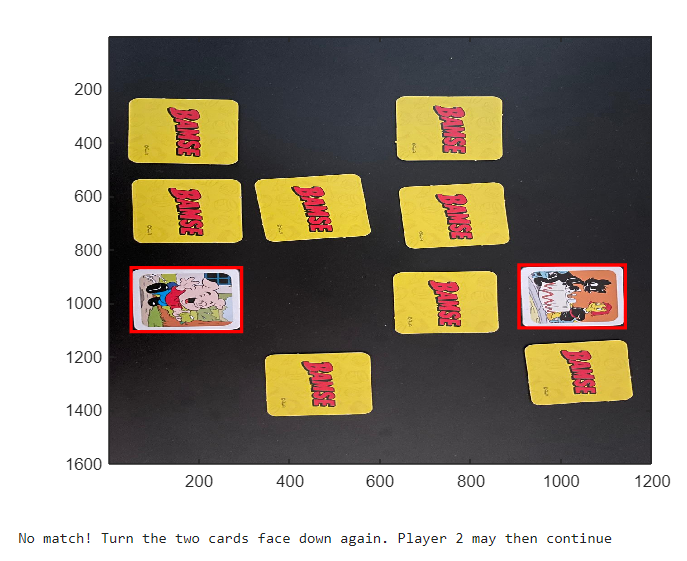 200
400
600
800
1000
1200
1400
1600
BAMSE
BAMSE
BAMSE
BAMSE
BAMSE
BAMSE
BAMSE
BAMSE
200 400 600 800 1000 1200
No match! Turn the two cards face down again. Player 2 may then continue